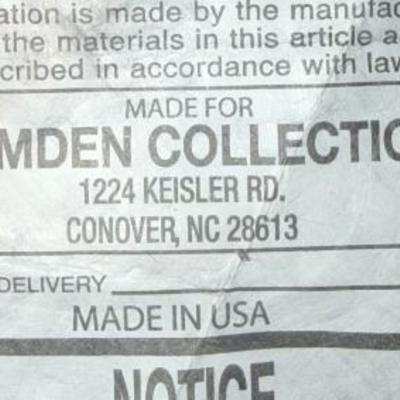 ation is made by the manufac
the materials in this article a
cribed in accordance with law
MADE FOR
MDEN COLLECTIO
1224 KEISLER RD.
CONOVER, NC 28613
DELIVERY
MADE IN USA
NOTICE